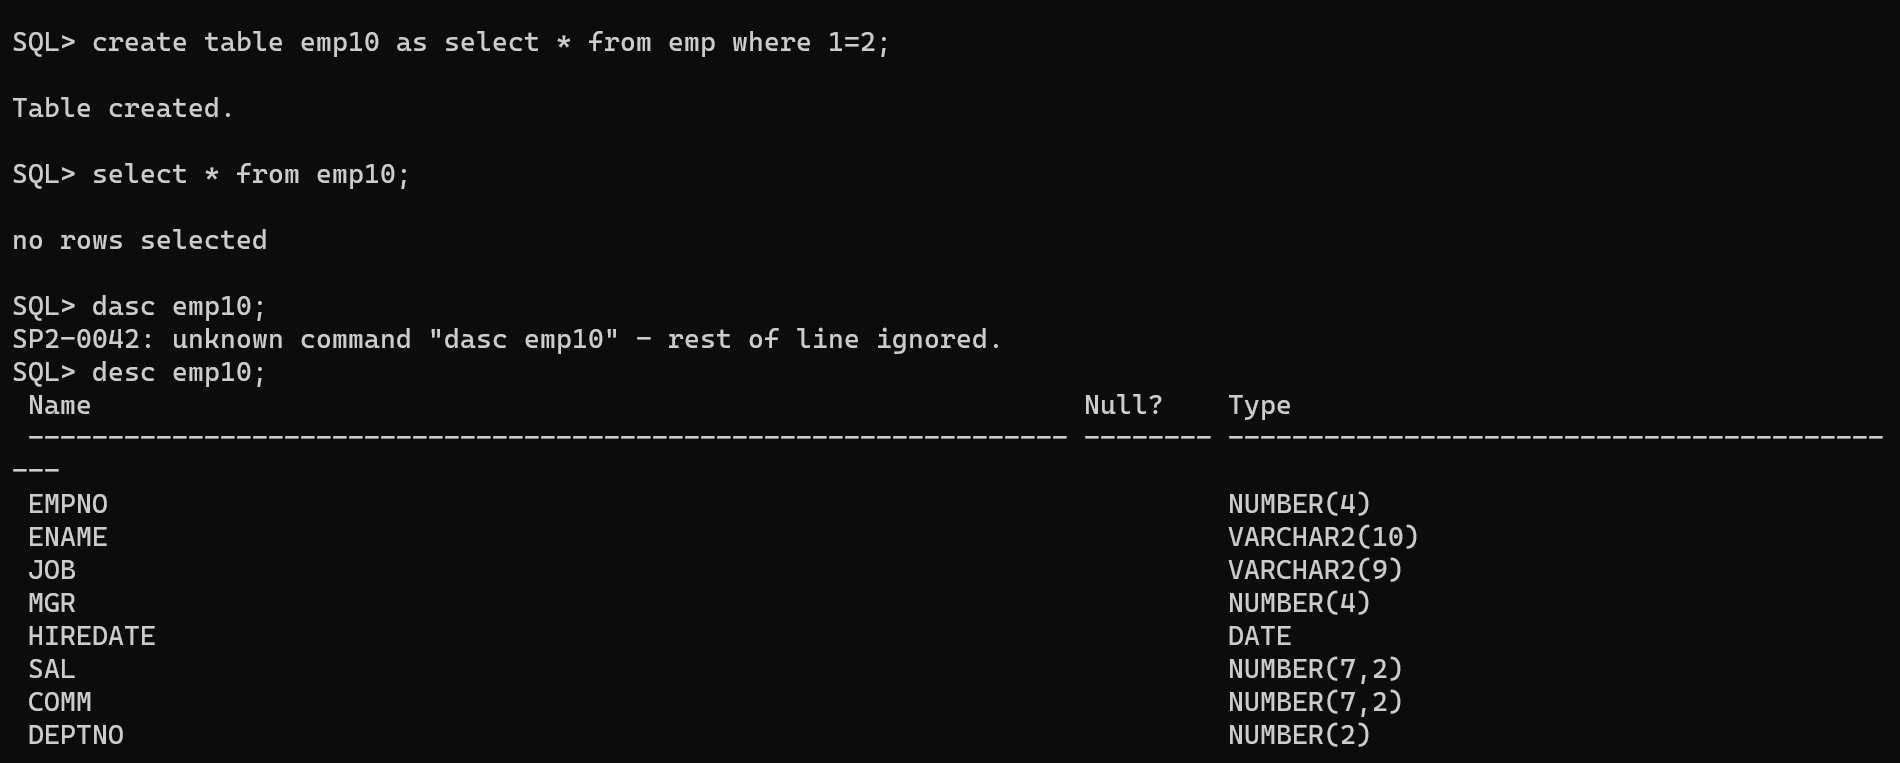 SQL> create table emp10 as select * from emp where 1=2;
Table created.
SQL> select * from emp10;
no rows selected
SQL> dasc emp10;
SP2-0042: unknown command "dasc emp10" - rest of line ignored.
SQL> desc emp10;
Name Null? Type
----------------------------------------------------------------- -------- -----------------------------------------
---
EMPNO NUMBER(4)
ENAME VARCHAR2(10)
JOB VARCHAR2(9)
MGR NUMBER(4)
HIREDATE DATE
SAL NUMBER(7,2)
COMM NUMBER(7,2)
DEPTNO NUMBER(2)